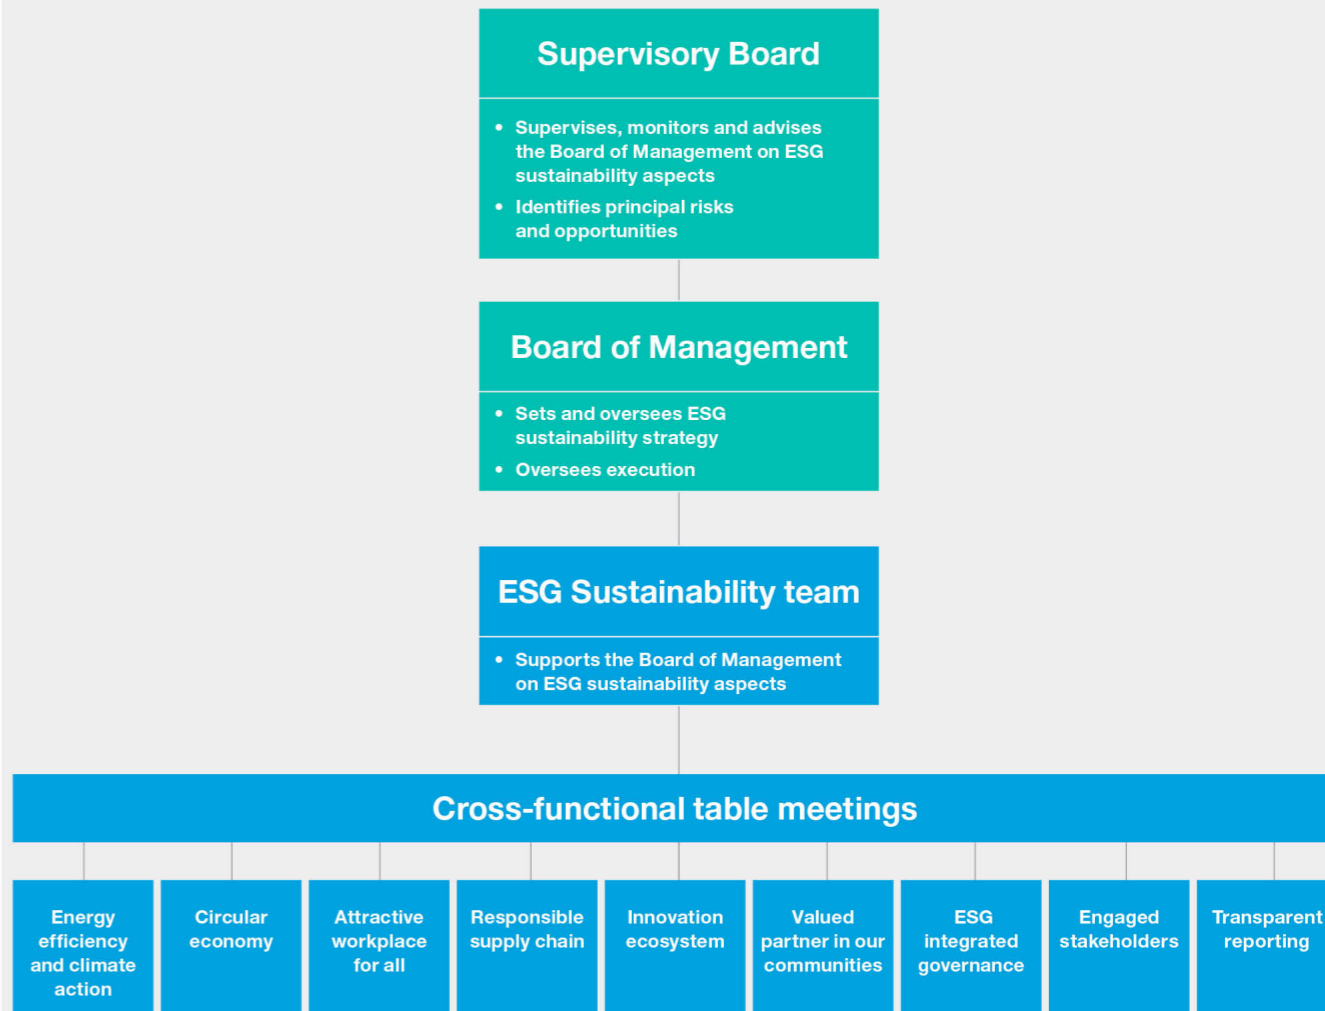 Supervisory Board
• Supervises, monitors and advises
the Board of Management on ESG
sustainability aspects
• Identifies principal risks
and opportunities
Board of Management
• Sets and oversees ESG
sustainability strategy
• Oversees execution
ESG Sustainability team
• Supports the Board of Management
on ESG sustainability aspects
Cross-functional table meetings
Energy
efficiency
and climate
action
Circular
economy
Attractive
workplace
for all
Responsible
supply chain
Innovation
ecosystem
Valued
partner in our
communities
ESG
integrated
governance
Engaged
stakeholders
Transparent
reporting